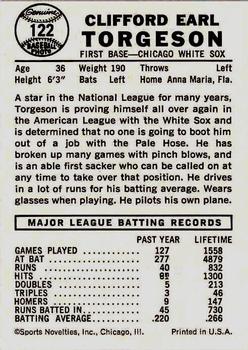 Genuine
122
BASEBALL
PHOTO
CLIFFORD EARL
TORGESON
FIRST BASE—CHICAGO WHITE SOX
Age 36 Weight 190 Throws Left
Height 6'3" Bats Left Home Anna Maria, Fla.
A star in the National League for many years,
Torgeson is proving himself all over again in
the American League with the White Sox and
is determined that no one is going to boot him
out of a job with the Pale Hose. He has
broken up many games with pinch blows, and
is an able first sacker who can be called on at
any time to take over that position. He drives
in a lot of runs for his batting average. Wears
glasses when playing. He pilots his own plane.
MAJOR LEAGUE BATTING RECORDS
PAST YEAR LIFETIME
GAMES PLAYED 127 1558
AT BAT 277 4879
RUNS 40 832
HITS 1300
DOUBLES 5 213
TRIPLES 3 46
HOMERS 9 147
RUNS BATTED IN 45 730
BATTING AVERAGE .220 .266
©Sports Novelties, Inc., Chicago, Ill. Printed in U.S.A.